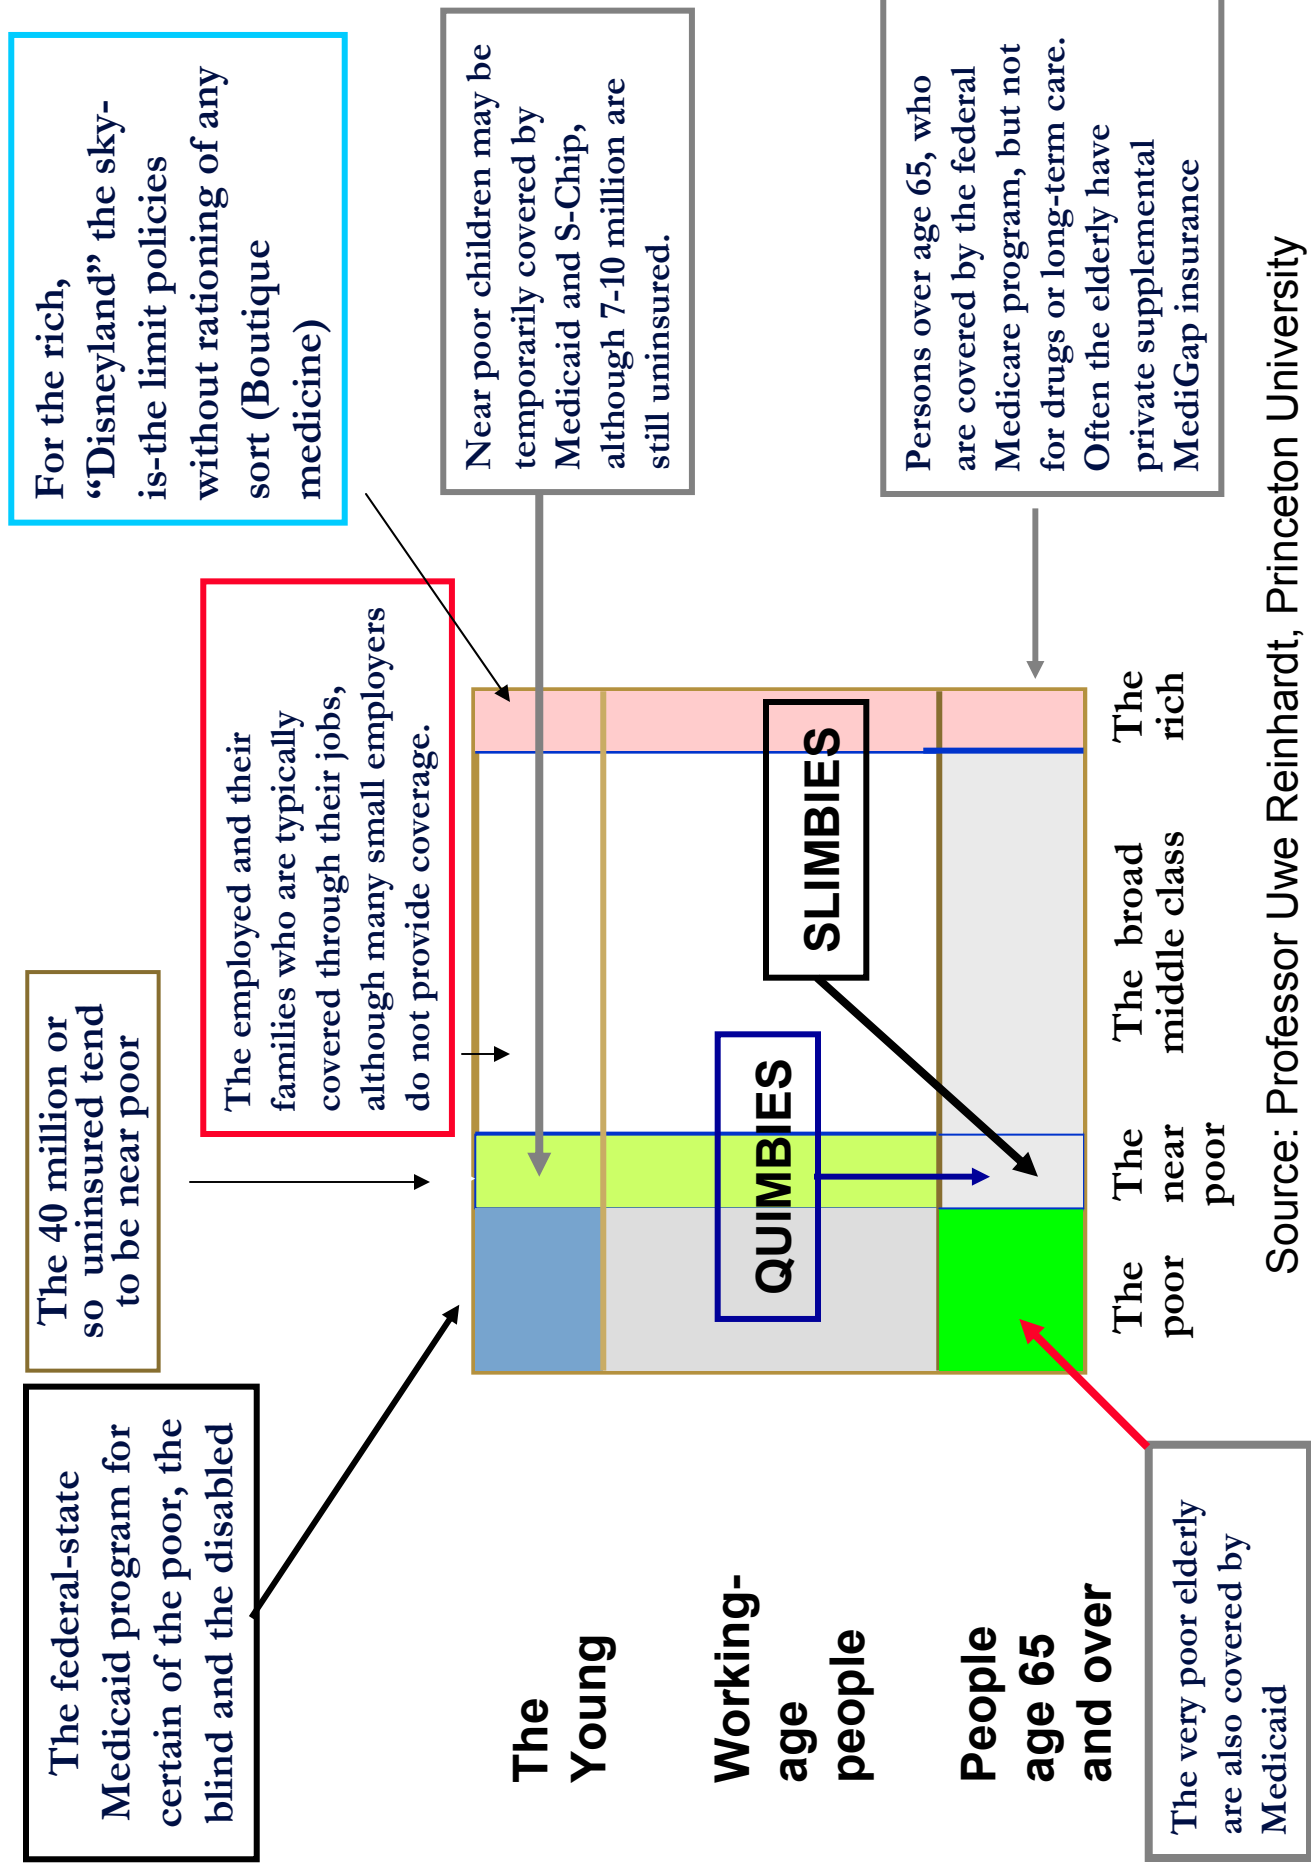 The federal-state
Medicaid program for
certain of the poor, the
blind and the disabled
The 40 million or
so uninsured tend
to be near poor
The employed and their
families who are typically
covered through their jobs,
although many small employers
do not provide coverage.
For the rich,
“Disneyland” the sky-
is-the limit policies
without rationing of any
sort (Boutique
medicine)
Near poor children may be
temporarily covered by
Medicaid and S-Chip,
although 7-10 million are
still uninsured.
Persons over age 65, who
are covered by the federal
Medicare program, but not
for drugs or long-term care.
Often the elderly have
private supplemental
MediGap insurance
The
Young
Working-
age
people
People
age 65
and over
QUIMBIES
SLIMBIES
The
poor
The
near
poor
The broad
middle class
The
rich
The very poor elderly
are also covered by
Medicaid
Source: Professor Uwe Reinhardt, Princeton University